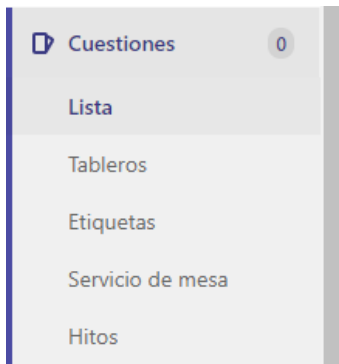 Cuestiones 0
Lista
Tableros
Etiquetas
Servicio de mesa
Hitos